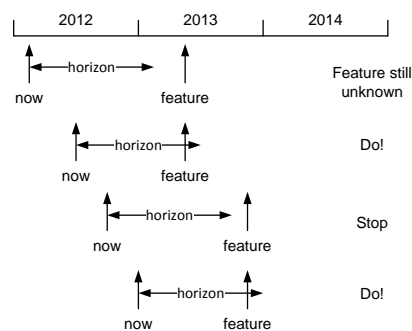 2012 2013 2014
horizon
now feature
Feature still
unknown
horizon
now feature
Do!
horizon
now feature
Stop
horizon
now feature
Do!